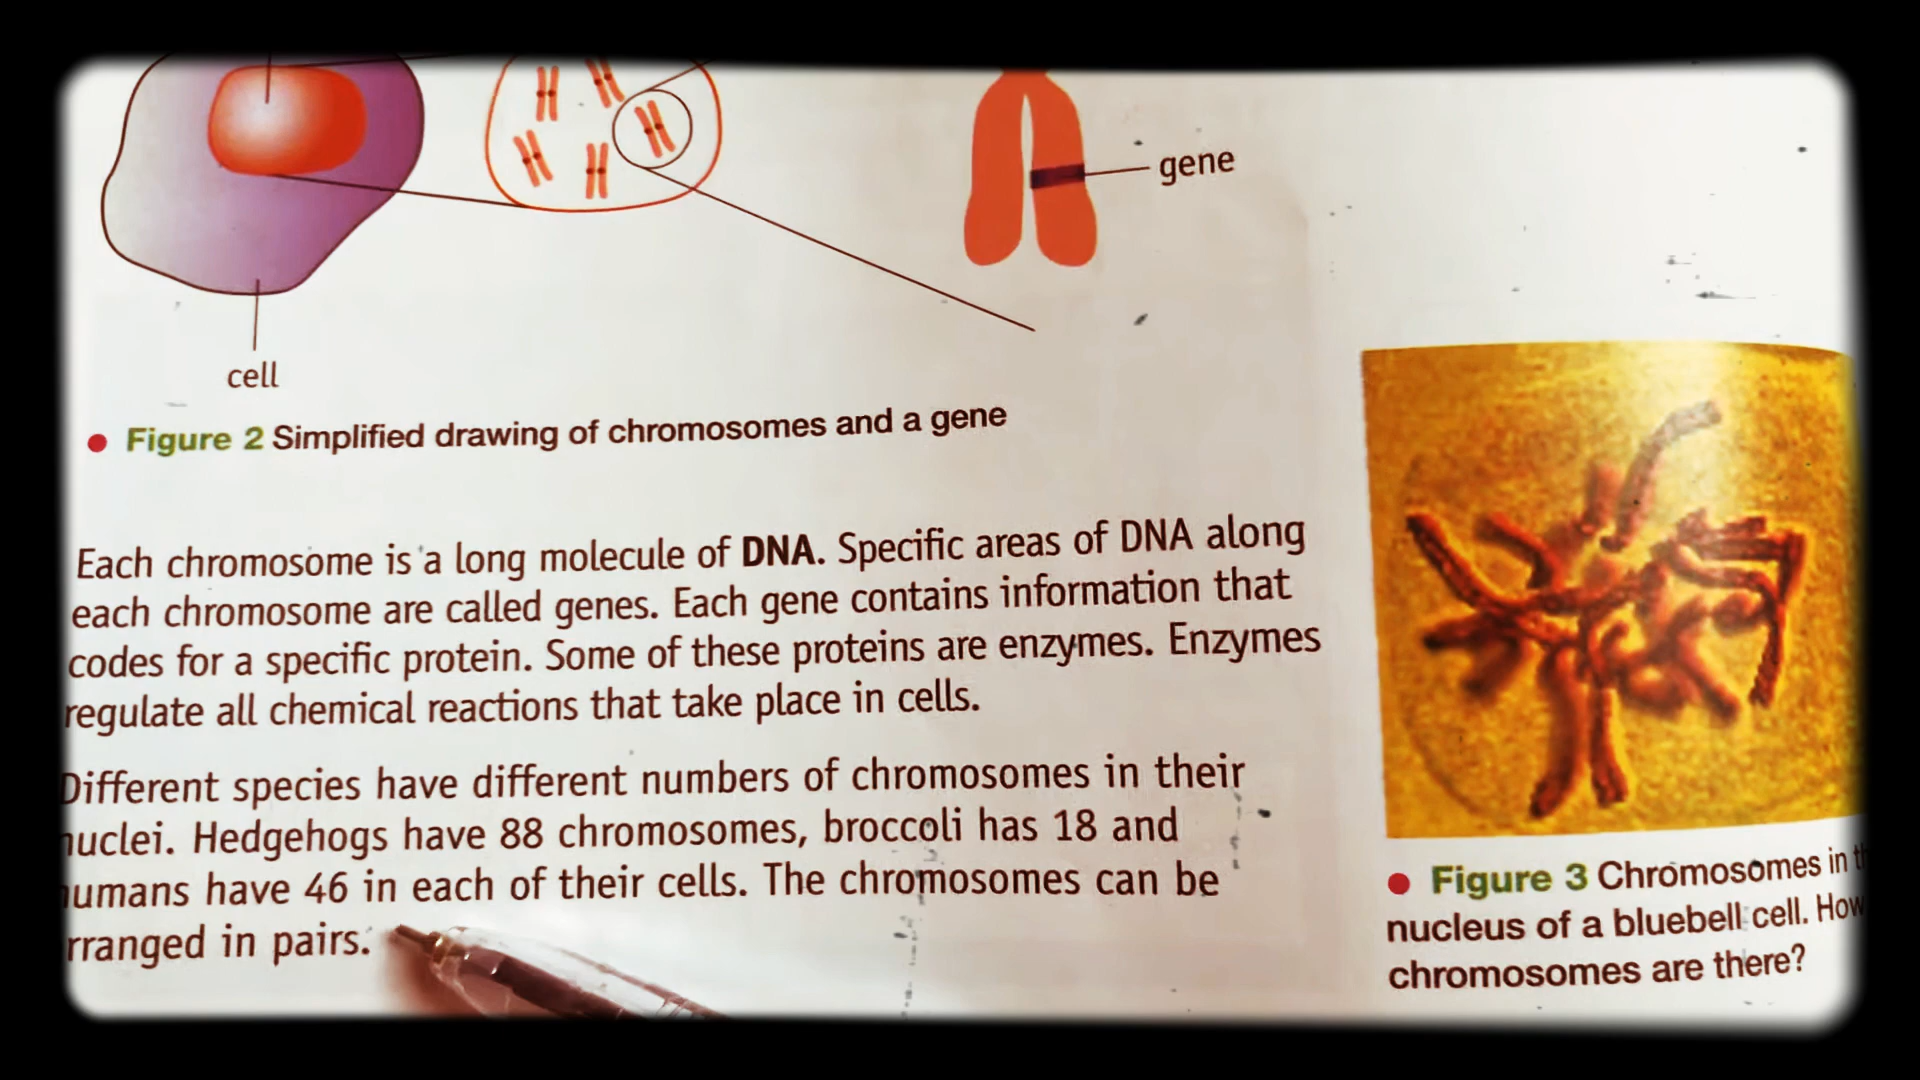 gene
cell
Figure 2 Simplified drawing of chromosomes and a gene
Each chromosome is a long molecule of DNA. Specific areas of DNA along
each chromosome are called genes. Each gene contains information that
codes for a specific protein. Some of these proteins are enzymes. Enzymes
regulate all chemical reactions that take place in cells.
Different species have different numbers of chromosomes in their
nuclei. Hedgehogs have 88 chromosomes, broccoli has 18 and
humans have 46 in each of their cells. The chromosomes can be
rranged in pairs.
Figure 3 Chromosomes in th
nucleus of a bluebell cell. How
chromosomes are there?